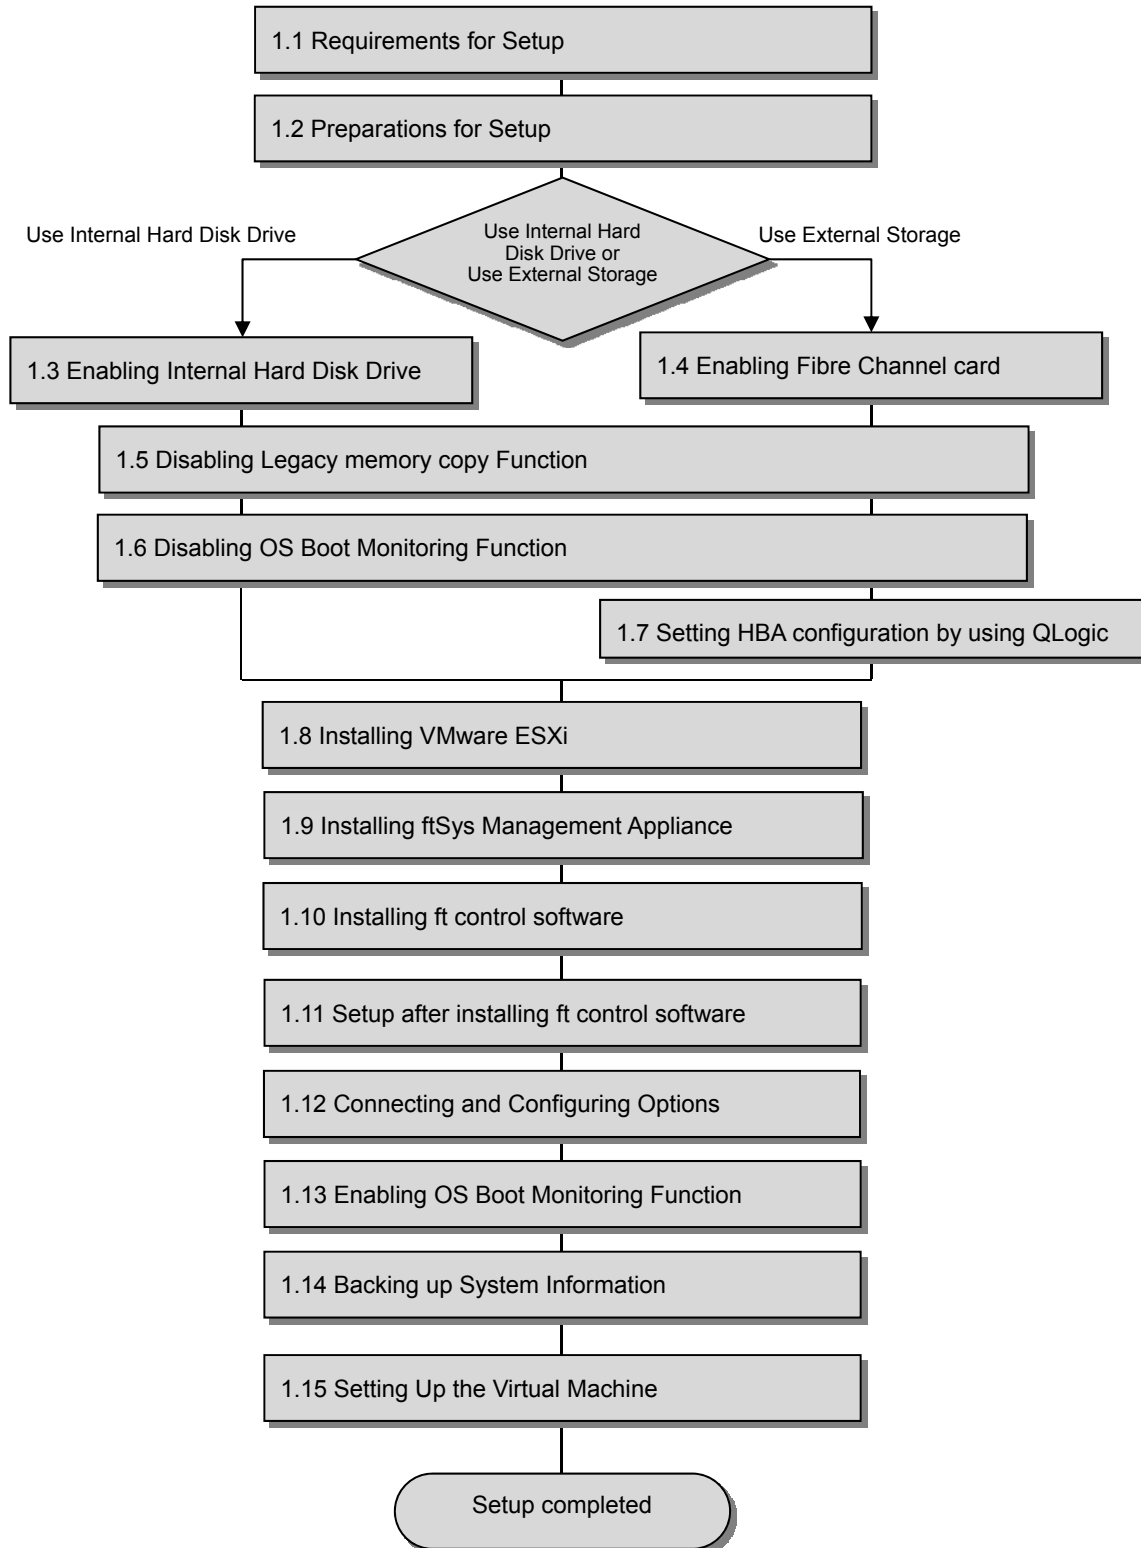 1.1 Requirements for Setup
1.2 Preparations for Setup
Use Internal Hard Disk Drive
Use Internal Hard
Disk Drive or
Use External Storage
Use External Storage
1.3 Enabling Internal Hard Disk Drive
1.4 Enabling Fibre Channel card
1.5 Disabling Legacy memory copy Function
1.6 Disabling OS Boot Monitoring Function
1.7 Setting HBA configuration by using QLogic
1.8 Installing VMware ESXi
1.9 Installing ftSys Management Appliance
1.10 Installing ft control software
1.11 Setup after installing ft control software
1.12 Connecting and Configuring Options
1.13 Enabling OS Boot Monitoring Function
1.14 Backing up System Information
1.15 Setting Up the Virtual Machine
Setup completed